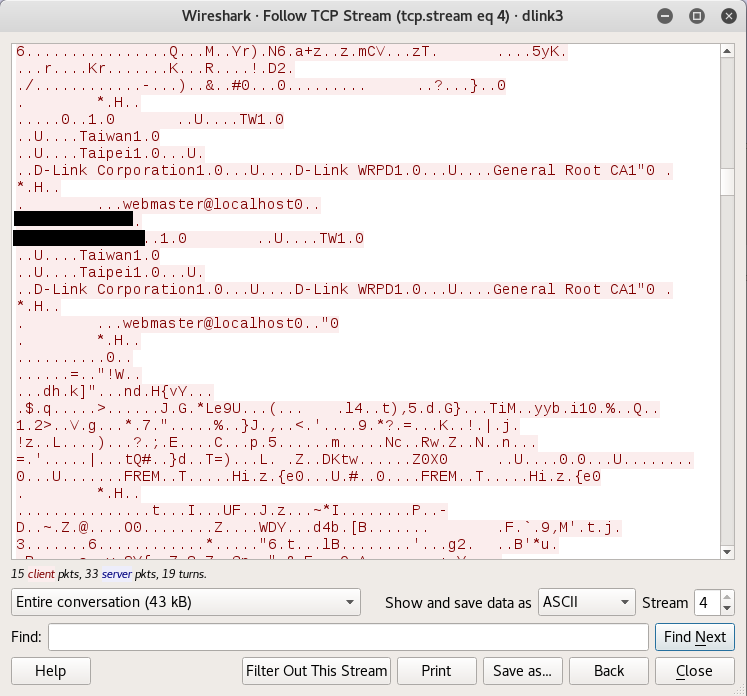 Wireshark · Follow TCP Stream (tcp.stream eq 4) · dlink3
6................Q...M..Yr).N6.a+z..z.mCV...zT.       ....5yK.
...r....Kr.......K...R....!.D2.
./............-...)..&..#0...0.........      ..?...}..0
.        *.H..
.....0..1.0       ..U....TW1.0
..U....Taiwan1.0
..U....Taipei1.0...U.
..D-Link Corporation1.0...U....D-Link WRPD1.0...U....General Root CA1"0 .
*.H..
.        ...webmaster@localhost0..
.
..1.0        ..U....TW1.0
..U....Taiwan1.0
..U....Taipei1.0...U.
..D-Link Corporation1.0...U....D-Link WRPD1.0...U....General Root CA1"0 .
*.H..
.        ...webmaster@localhost0.."0
.        *.H..
..........0..
......=.."!W..
...dh.k]"...nd.H{vY...
.$.q.....>......J.G.*Le9U...(...    .l4..t),5.d.G}...TiM..yyb.i10.%..Q..
1.2>..V.g...*.7.".....%..}J.,..<.'....9.*?.=...K..!.|.j.
!z..L....)...?.;.E....C...p.5......m.....Nc..Rw.Z..N..n...
=.'.....|...tQ#..}d..T=)...L. .Z..DKtw......Z0X0      ..U....0.0...U........
0...U.......FREM..T.....Hi.z.{e0...U.#..0....FREM..T.....Hi.z.{e0
.        *.H..
...............t...I...UF..J.z...~*I........P..-
D..~.Z.@....O0........Z....WDY...d4b.[B.......        .F.`.9,M'.t.j.
3.......6............*....."6.t...lB........'...g2.   ..B'*u.
15 client pkts, 33 server pkts, 19 turns.
Entire conversation (43 kB)
Show and save data as ASCII Stream 4
Find: Find Next
Help Filter Out This Stream Print Save as... Back Close